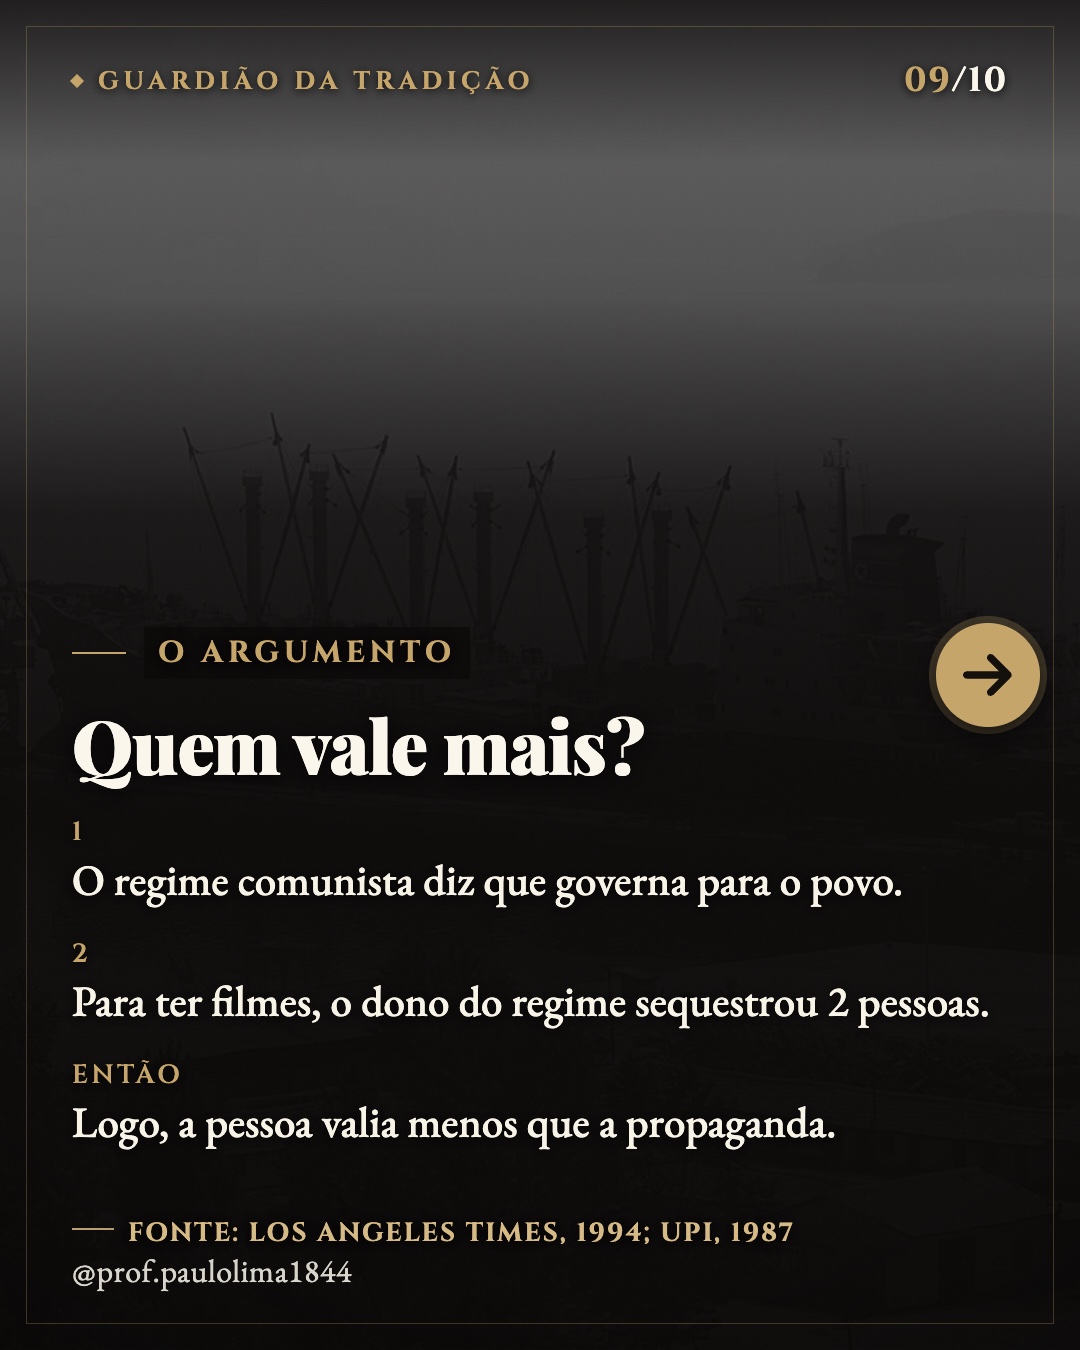 GUARDIÃO DA TRADIÇÃO
09/10
O ARGUMENTO
Quem vale mais?
1
O regime comunista diz que governa para o povo.
2
Para ter filmes, o dono do regime sequestrou 2 pessoas.
ENTÃO
Logo, a pessoa valia menos que a propaganda.
FONTE: LOS ANGELES TIMES, 1994; UPI, 1987
@prof.paulolima1844